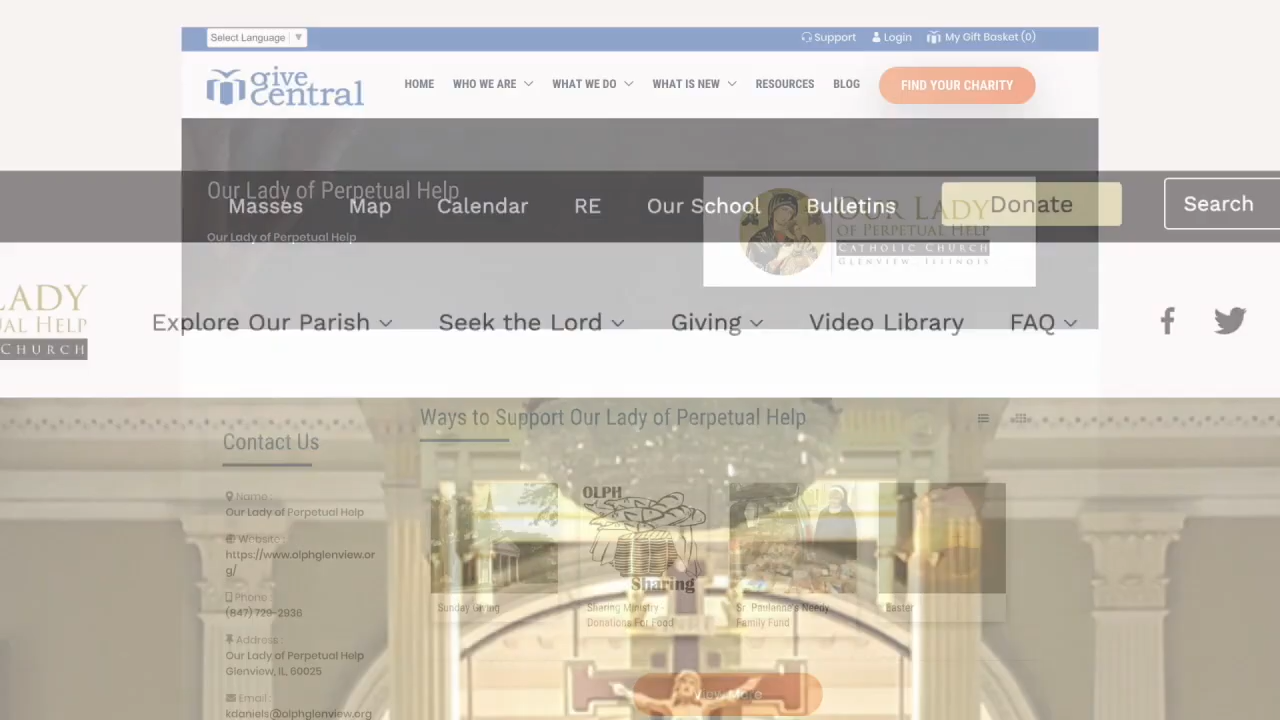 Select Language
Support
Login
My Gift Basket (0)
give
central
HOME
WHO WE ARE
WHAT WE DO
WHAT IS NEW
RESOURCES
BLOG
FIND YOUR CHARITY
Our Lady of Perpetual Help
Our Lady of Perpetual Help
Masses
Map
Calendar
RE
Our School
Bulletins
Donate
Search
OUR LADY
OF PERPETUAL HELP
CATHOLIC CHURCH
GLENVIEW, ILLINOIS
LADY
UAL HELP
CHURCH
Explore Our Parish
Seek the Lord
Giving
Video Library
FAQ
Ways to Support Our Lady of Perpetual Help
Contact Us
Name :
Our Lady of Perpetual Help
Website :
https://www.olphglenview.or
g/
Phone :
(847) 729-2936
Address :
Our Lady of Perpetual Help
Glenview, IL, 60025
Email :
kdaniels@olphglenview.org
OLPH
Sharing
Sunday Giving
Sharing Ministry -
Donations For Food
Sr. Paulanne's Needy
Family Fund
Easter
View More